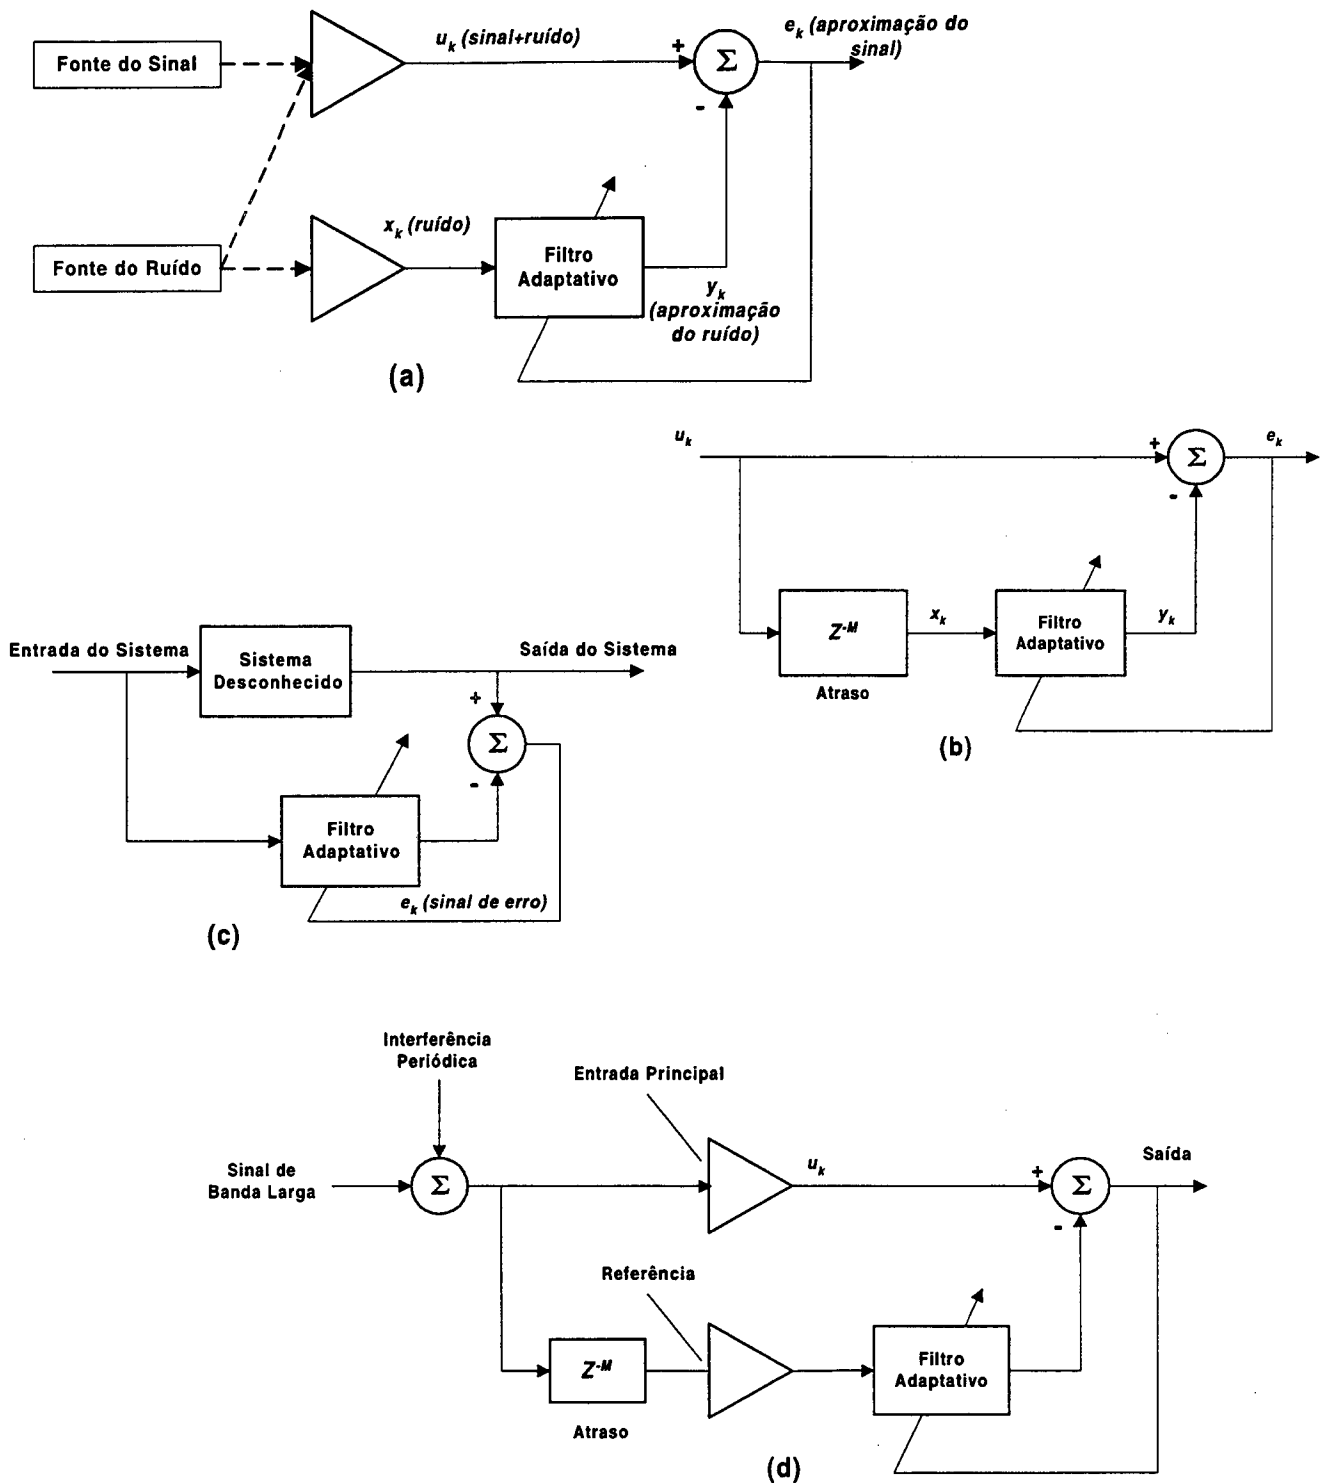 u_k (sinal+ruído)
e_k (aproximação do
sinal)
Fonte do Sinal
+
Σ
-
x_k (ruído)
Fonte do Ruído
Filtro
Adaptativo
y_k
(aproximação
do ruído)
(a)
u_k
+
Σ
e_k
-
Z^-M
x_k
Filtro
Adaptativo
y_k
Atraso
(b)
Entrada do Sistema
Sistema
Desconhecido
Saída do Sistema
+
Σ
-
Filtro
Adaptativo
e_k (sinal de erro)
(c)
Interferência
Periódica
Entrada Principal
Sinal de
Banda Larga
Σ
u_k
+
Σ
Saída
-
Referência
Z^-M
Filtro
Adaptativo
Atraso
(d)